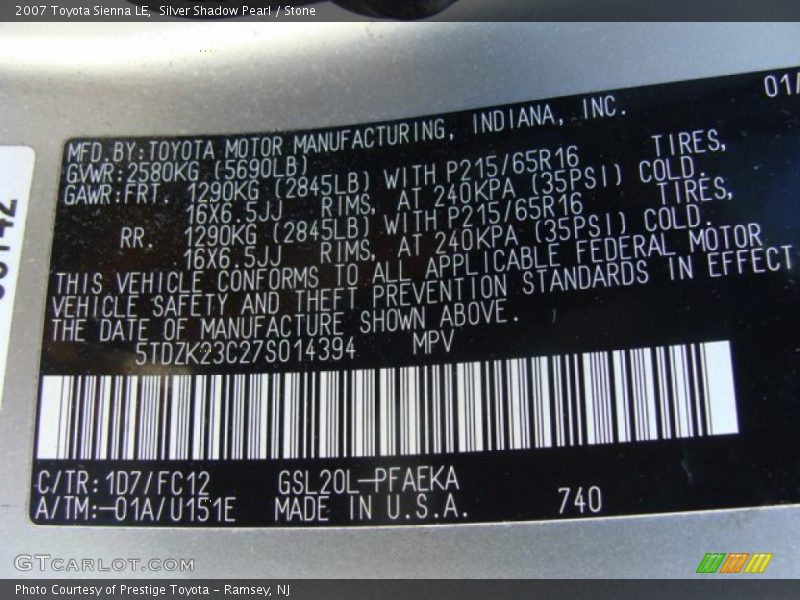 2007 Toyota Sienna LE, Silver Shadow Pearl / Stone
01/
MFD.BY:TOYOTA MOTOR MANUFACTURING, INDIANA, INC.
GVWR:2580KG (5690LB)
GAWR:FRT. 1290KG (2845LB) WITH P215/65R16 TIRES,
16X6.5JJ RIMS, AT 240KPA (35PSI) COLD.
RR. 1290KG (2845LB) WITH P215/65R16 TIRES,
16X6.5JJ RIMS, AT 240KPA (35PSI) COLD.
THIS VEHICLE CONFORMS TO ALL APPLICABLE FEDERAL MOTOR
VEHICLE SAFETY AND THEFT PREVENTION STANDARDS IN EFFECT
THE DATE OF MANUFACTURE SHOWN ABOVE.
5TDZK23C27S014394 MPV
C/TR:1D7/FC12 GSL20L-PFAEKA
A/TM:-01A/U151E MADE IN U.S.A. 740
GTCARLOT.COM
Photo Courtesy of Prestige Toyota - Ramsey, NJ